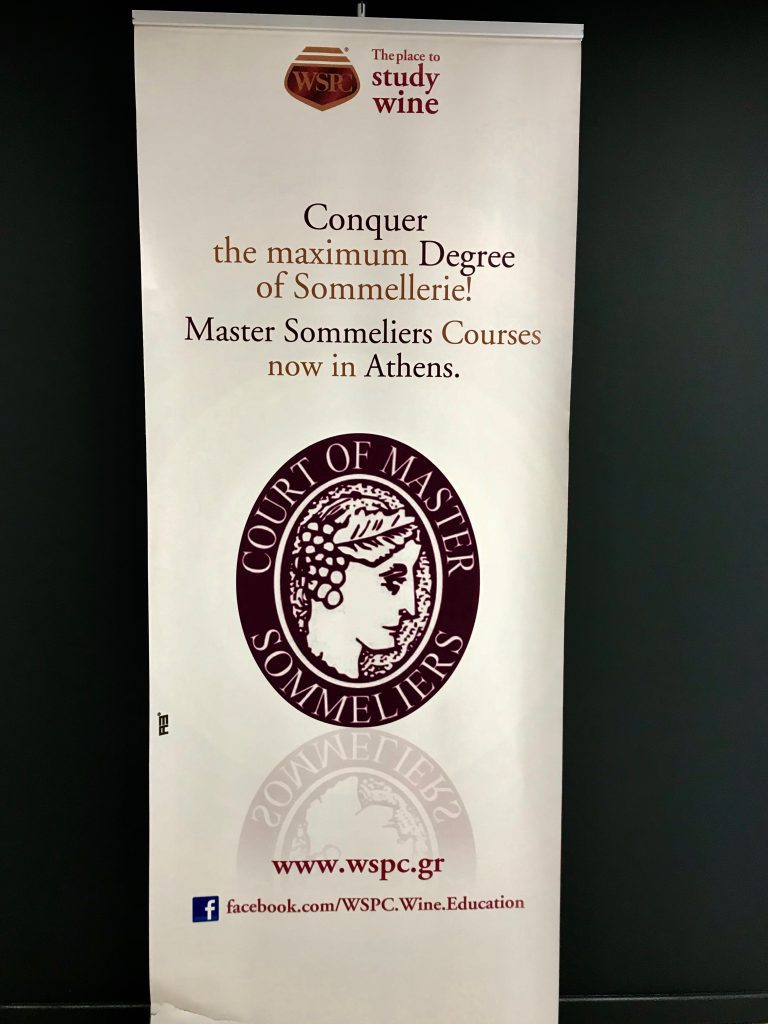 WSPC
The place to
study
wine
Conquer
the maximum Degree
of Sommellerie!
Master Sommeliers Courses
now in Athens.
COURT OF MASTER
SOMMELIERS
SOMMELIERS
www.wspc.gr
f facebook.com/WSPC.Wine.Education